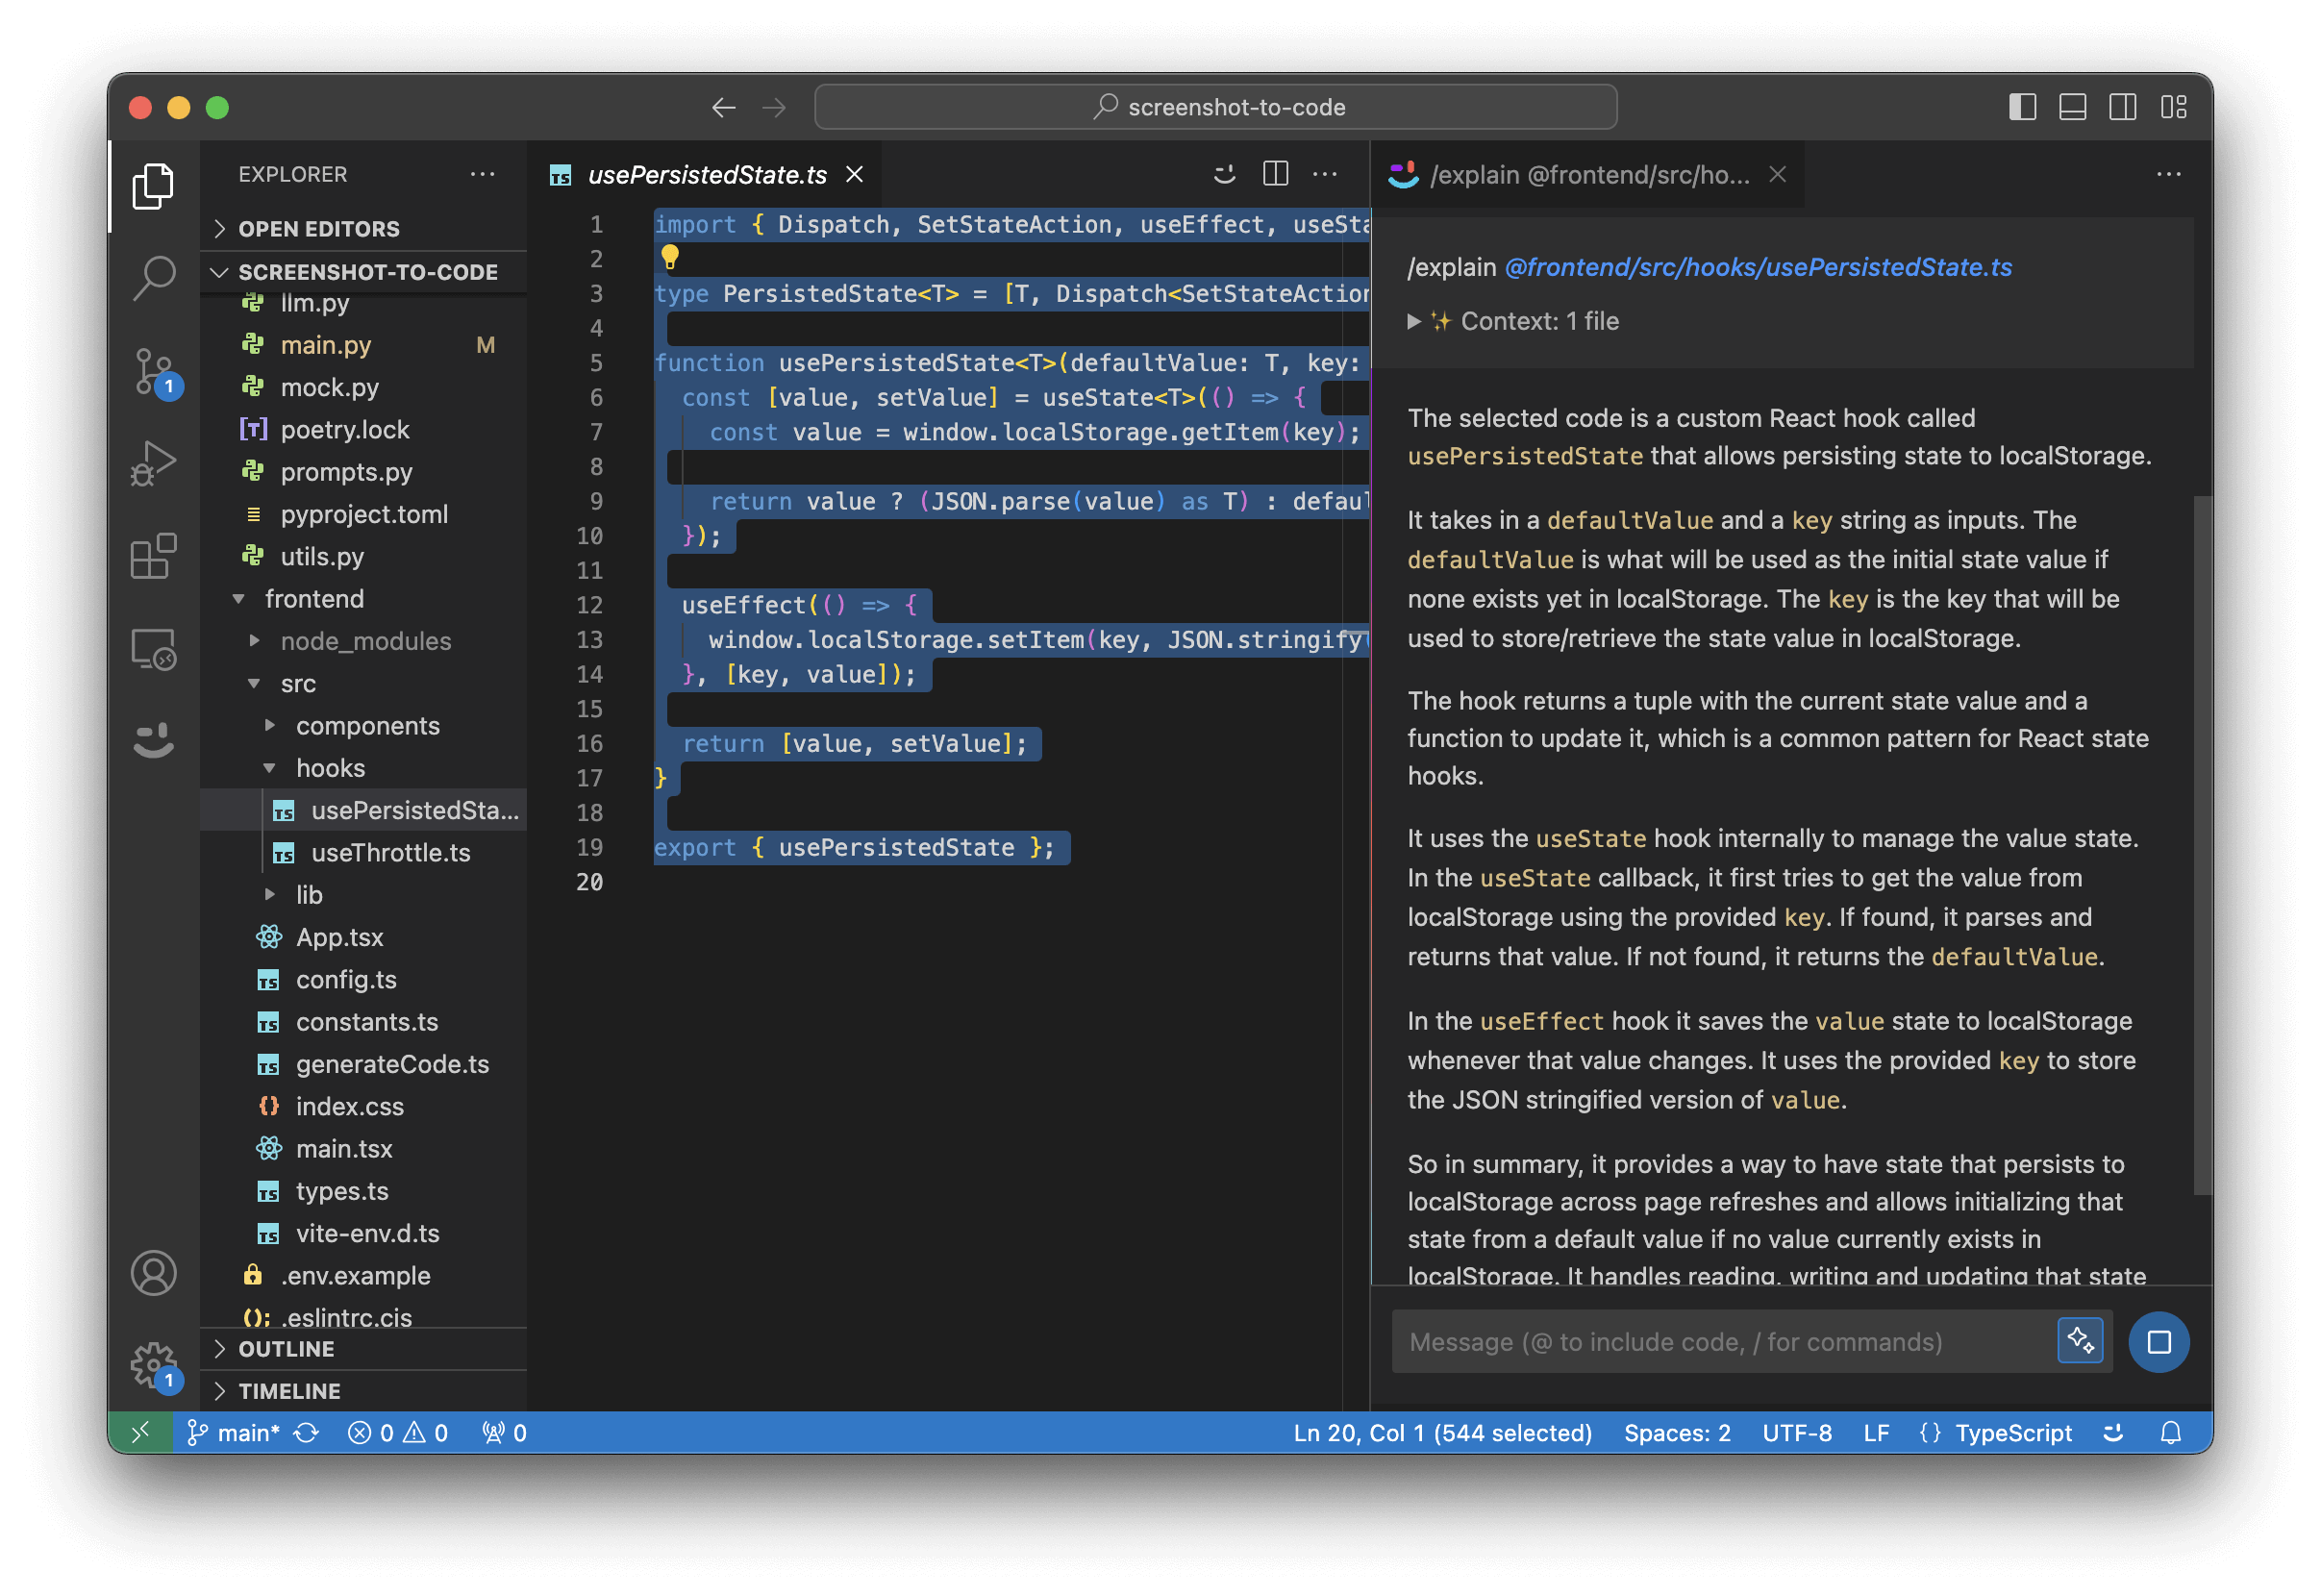 screenshot-to-code
EXPLORER
OPEN EDITORS
SCREENSHOT-TO-CODE
llm.py
main.py M
mock.py
poetry.lock
prompts.py
pyproject.toml
utils.py
frontend
node_modules
src
components
hooks
usePersistedSta...
useThrottle.ts
lib
App.tsx
config.ts
constants.ts
generateCode.ts
index.css
main.tsx
types.ts
vite-env.d.ts
.env.example
.eslintrc.cjs
OUTLINE
TIMELINE
1
1
usePersistedState.ts
1 import { Dispatch, SetStateAction, useEffect, useSta
2
3 type PersistedState<T> = [T, Dispatch<SetStateAction
4
5 function usePersistedState<T>(defaultValue: T, key:
6 const [value, setValue] = useState<T>(() => {
7 const value = window.localStorage.getItem(key);
8
9 return value ? (JSON.parse(value) as T) : defaul
10 });
11
12 useEffect(() => {
13 window.localStorage.setItem(key, JSON.stringify(
14 }, [key, value]);
15
16 return [value, setValue];
17 }
18
19 export { usePersistedState };
20
/explain @frontend/src/ho...
/explain @frontend/src/hooks/usePersistedState.ts
Context: 1 file
The selected code is a custom React hook called
usePersistedState that allows persisting state to localStorage.
It takes in a defaultValue and a key string as inputs. The
defaultValue is what will be used as the initial state value if
none exists yet in localStorage. The key is the key that will be
used to store/retrieve the state value in localStorage.
The hook returns a tuple with the current state value and a
function to update it, which is a common pattern for React state
hooks.
It uses the useState hook internally to manage the value state.
In the useState callback, it first tries to get the value from
localStorage using the provided key. If found, it parses and
returns that value. If not found, it returns the defaultValue.
In the useEffect hook it saves the value state to localStorage
whenever that value changes. It uses the provided key to store
the JSON stringified version of value.
So in summary, it provides a way to have state that persists to
localStorage across page refreshes and allows initializing that
state from a default value if no value currently exists in
localStorage. It handles reading, writing and updating that state
Message (@ to include code, / for commands)
main* 0 0 0
Ln 20, Col 1 (544 selected) Spaces: 2 UTF-8 LF {} TypeScript